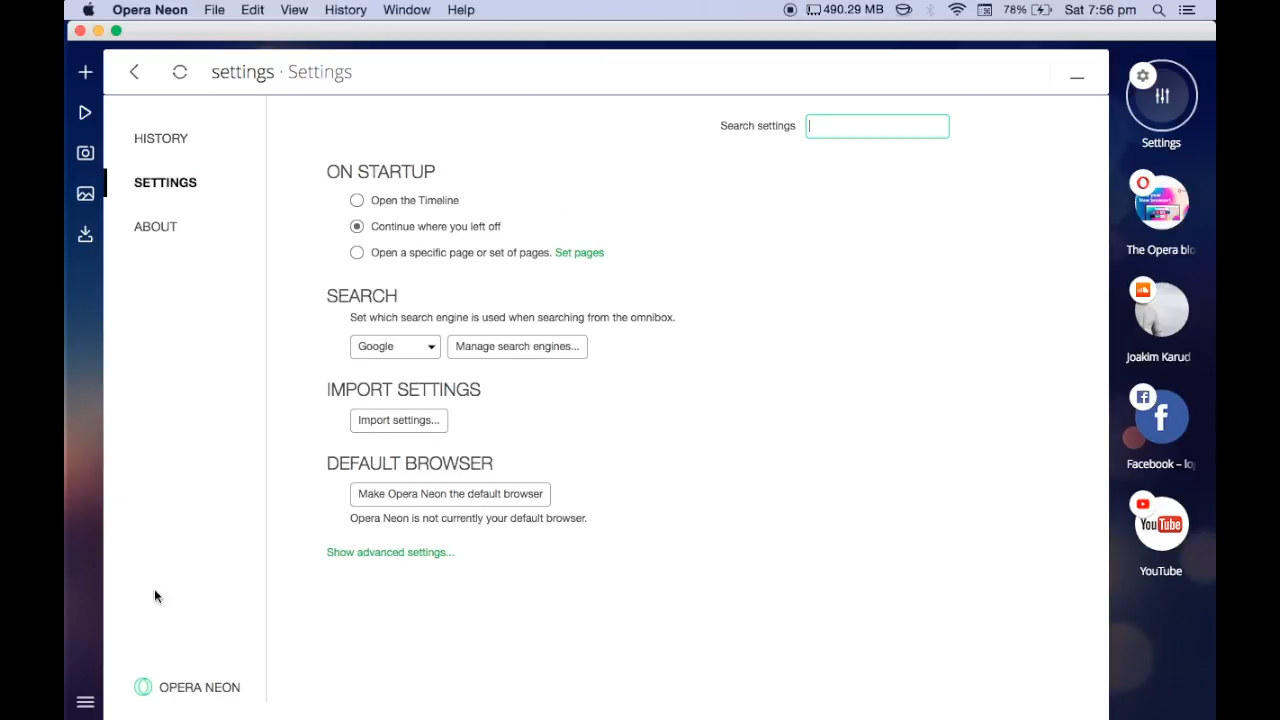 Opera Neon File Edit View History Window Help 490.29 MB 78% Sat 7:56 pm
settings · Settings
HISTORY
SETTINGS
ABOUT
OPERA NEON
Search settings
ON STARTUP
Open the Timeline
Continue where you left off
Open a specific page or set of pages. Set pages
SEARCH
Set which search engine is used when searching from the omnibox.
Google Manage search engines...
IMPORT SETTINGS
Import settings...
DEFAULT BROWSER
Make Opera Neon the default browser
Opera Neon is not currently your default browser.
Show advanced settings...
Settings
The Opera blo
Joakim Karud
Facebook – lo
YouTube
YouTube